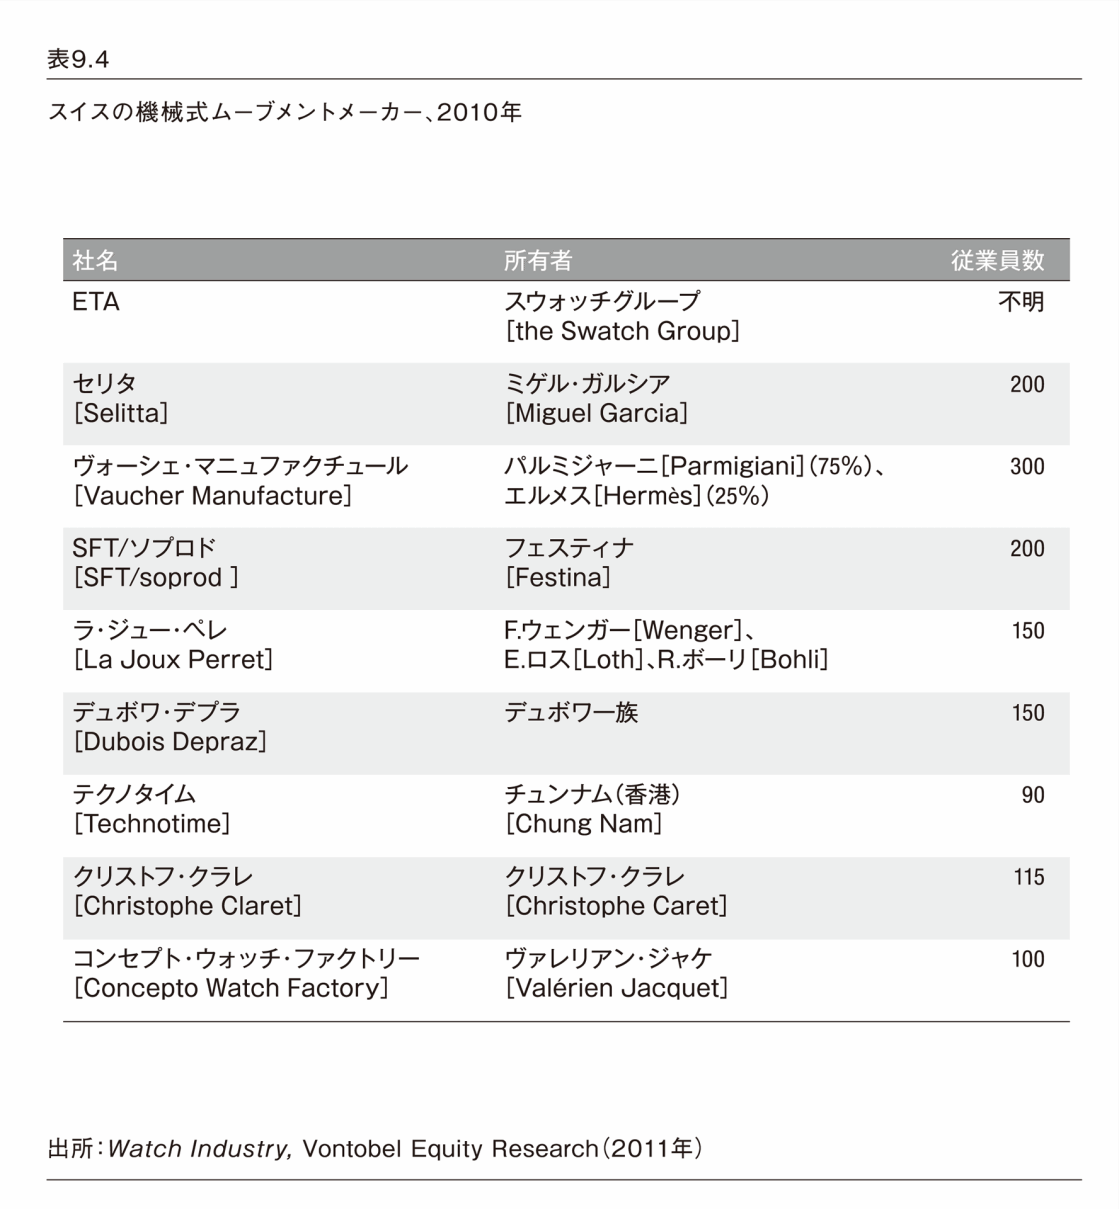 表9.4
スイスの機械式ムーブメントメーカー、2010年
社名 所有者 従業員数
ETA スウォッチグループ 不明
[the Swatch Group]
セリタ ミゲル・ガルシア 200
[Selitta] [Miguel Garcia]
ヴォーシェ・マニュファクチュール パルミジャーニ[Parmigiani](75%)、 300
[Vaucher Manufacture] エルメス[Hermès](25%)
SFT/ソプロド フェスティナ 200
[SFT/soprod ] [Festina]
ラ・ジュー・ペレ F.ウェンガー[Wenger]、 150
[La Joux Perret] E.ロス[Loth]、R.ボーリ[Bohli]
デュボワ・デプラ デュボワ一族 150
[Dubois Depraz]
テクノタイム チュンナム(香港) 90
[Technotime] [Chung Nam]
クリストフ・クラレ クリストフ・クラレ 115
[Christophe Claret] [Christophe Caret]
コンセプト・ウォッチ・ファクトリー ヴァレリアン・ジャケ 100
[Concepto Watch Factory] [Valérien Jacquet]
出所:Watch Industry, Vontobel Equity Research(2011年)